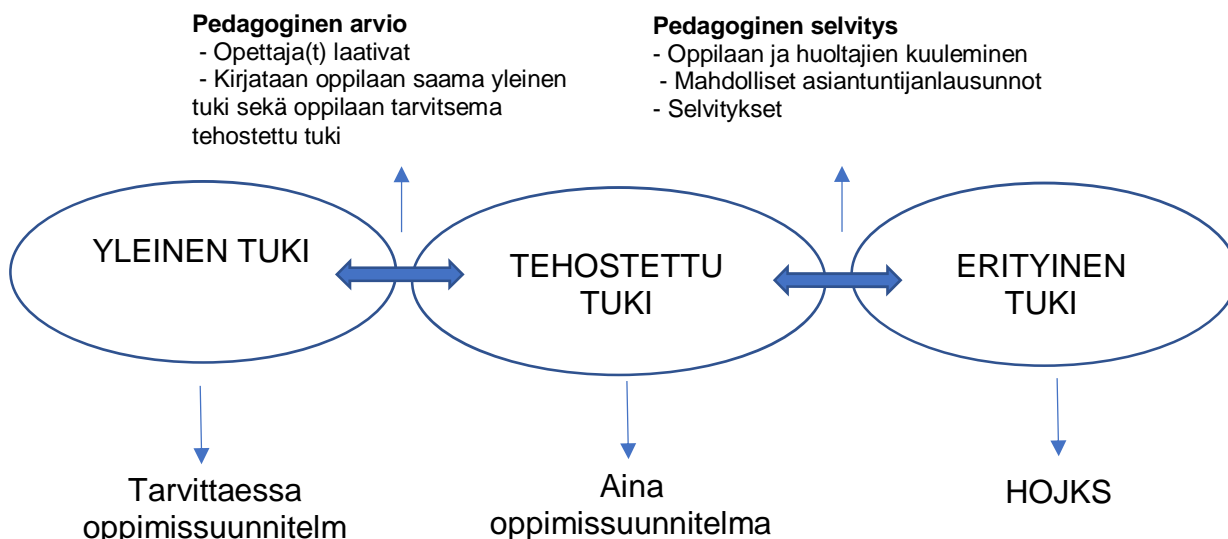 Pedagoginen arvio
- Opettaja(t) laativat
- Kirjataan oppilaan saama yleinen
tuki sekä oppilaan tarvitsema
tehostettu tuki
Pedagoginen selvitys
- Oppilaan ja huoltajien kuuleminen
- Mahdolliset asiantuntijanlausunnot
- Selvitykset
YLEINEN TUKI
TEHOSTETTU
TUKI
ERITYINEN
TUKI
Tarvittaessa
oppimissuunnitelm
Aina
oppimissuunnitelma
HOJKS